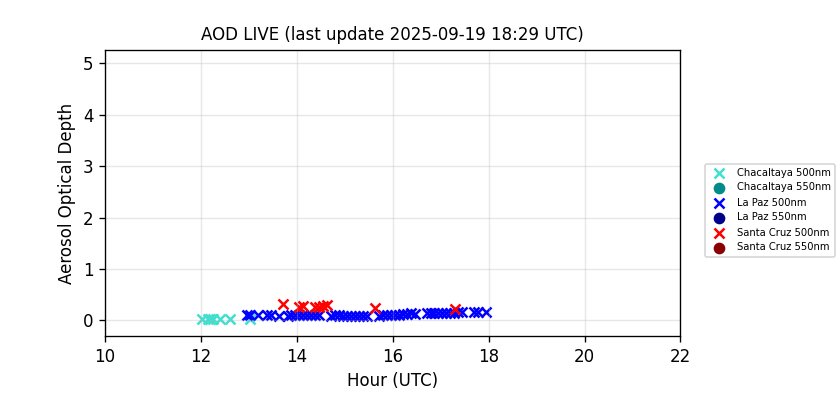 AOD LIVE (last update 2025-09-19 18:29 UTC)
Aerosol Optical Depth
5
4
3
2
1
0
10 12 14 16 18 20 22
Hour (UTC)
Chacaltaya 500nm
Chacaltaya 550nm
La Paz 500nm
La Paz 550nm
Santa Cruz 500nm
Santa Cruz 550nm